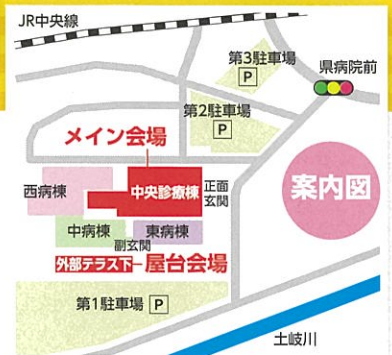 JR中央線
第3駐車場
P
県病院前
第2駐車場
P
メイン会場
案内図
西病棟
中央診療棟
正面
玄関
中病棟
東病棟
副玄関
外部テラス下ー屋台会場
第1駐車場 P
土岐川